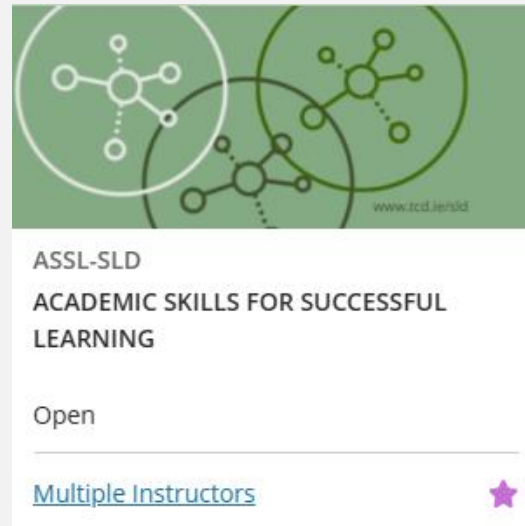 www.tcd.ie/sld
ASSL-SLD
ACADEMIC SKILLS FOR SUCCESSFUL
LEARNING
Open
Multiple Instructors